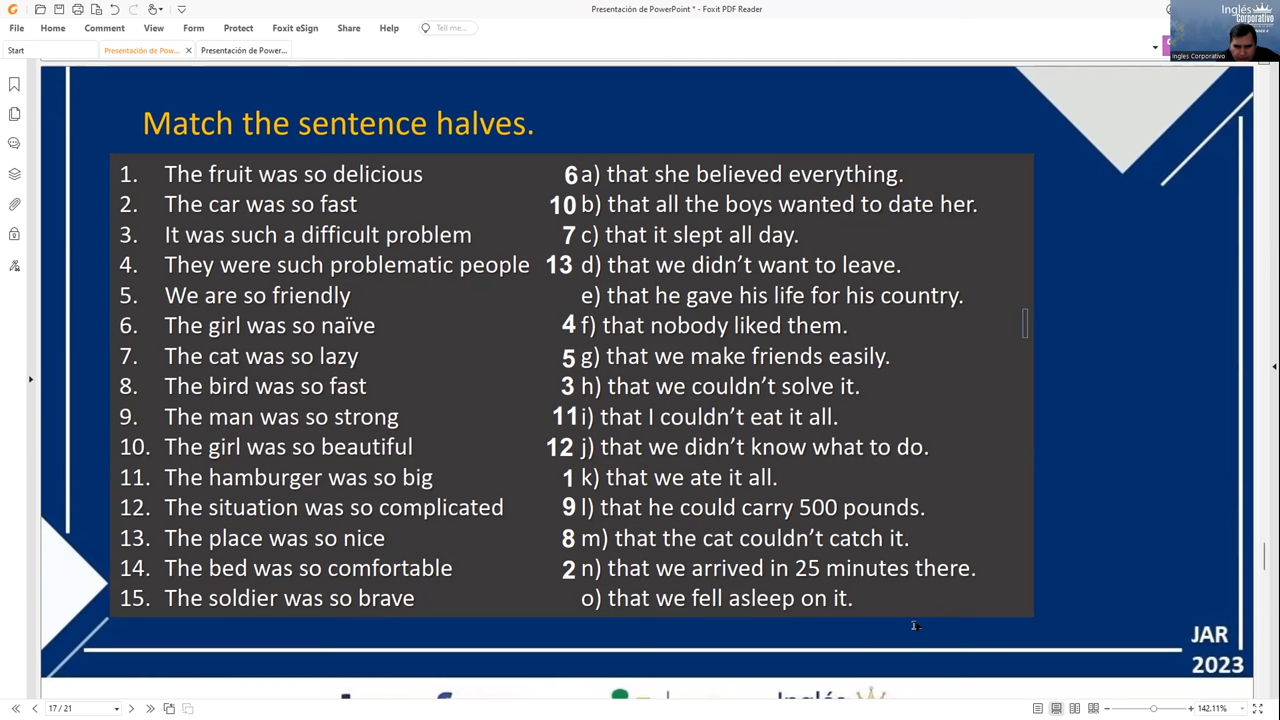 Presentación de PowerPoint * - Foxit PDF Reader
File Home Comment View Form Protect Foxit eSign Share Help Tell me...
Start Presentación de Pow... Presentación de Power...
Inglés
Corporativo
Ingles Corporativo
Match the sentence halves.
1. The fruit was so delicious 6 a) that she believed everything.
2. The car was so fast 10 b) that all the boys wanted to date her.
3. It was such a difficult problem 7 c) that it slept all day.
4. They were such problematic people 13 d) that we didn’t want to leave.
5. We are so friendly e) that he gave his life for his country.
6. The girl was so naïve 4 f) that nobody liked them.
7. The cat was so lazy 5 g) that we make friends easily.
8. The bird was so fast 3 h) that we couldn’t solve it.
9. The man was so strong 11 i) that I couldn’t eat it all.
10. The girl was so beautiful 12 j) that we didn’t know what to do.
11. The hamburger was so big 1 k) that we ate it all.
12. The situation was so complicated 9 l) that he could carry 500 pounds.
13. The place was so nice 8 m) that the cat couldn’t catch it.
14. The bed was so comfortable 2 n) that we arrived in 25 minutes there.
15. The soldier was so brave o) that we fell asleep on it.
JAR
2023
17 / 21 142.11%